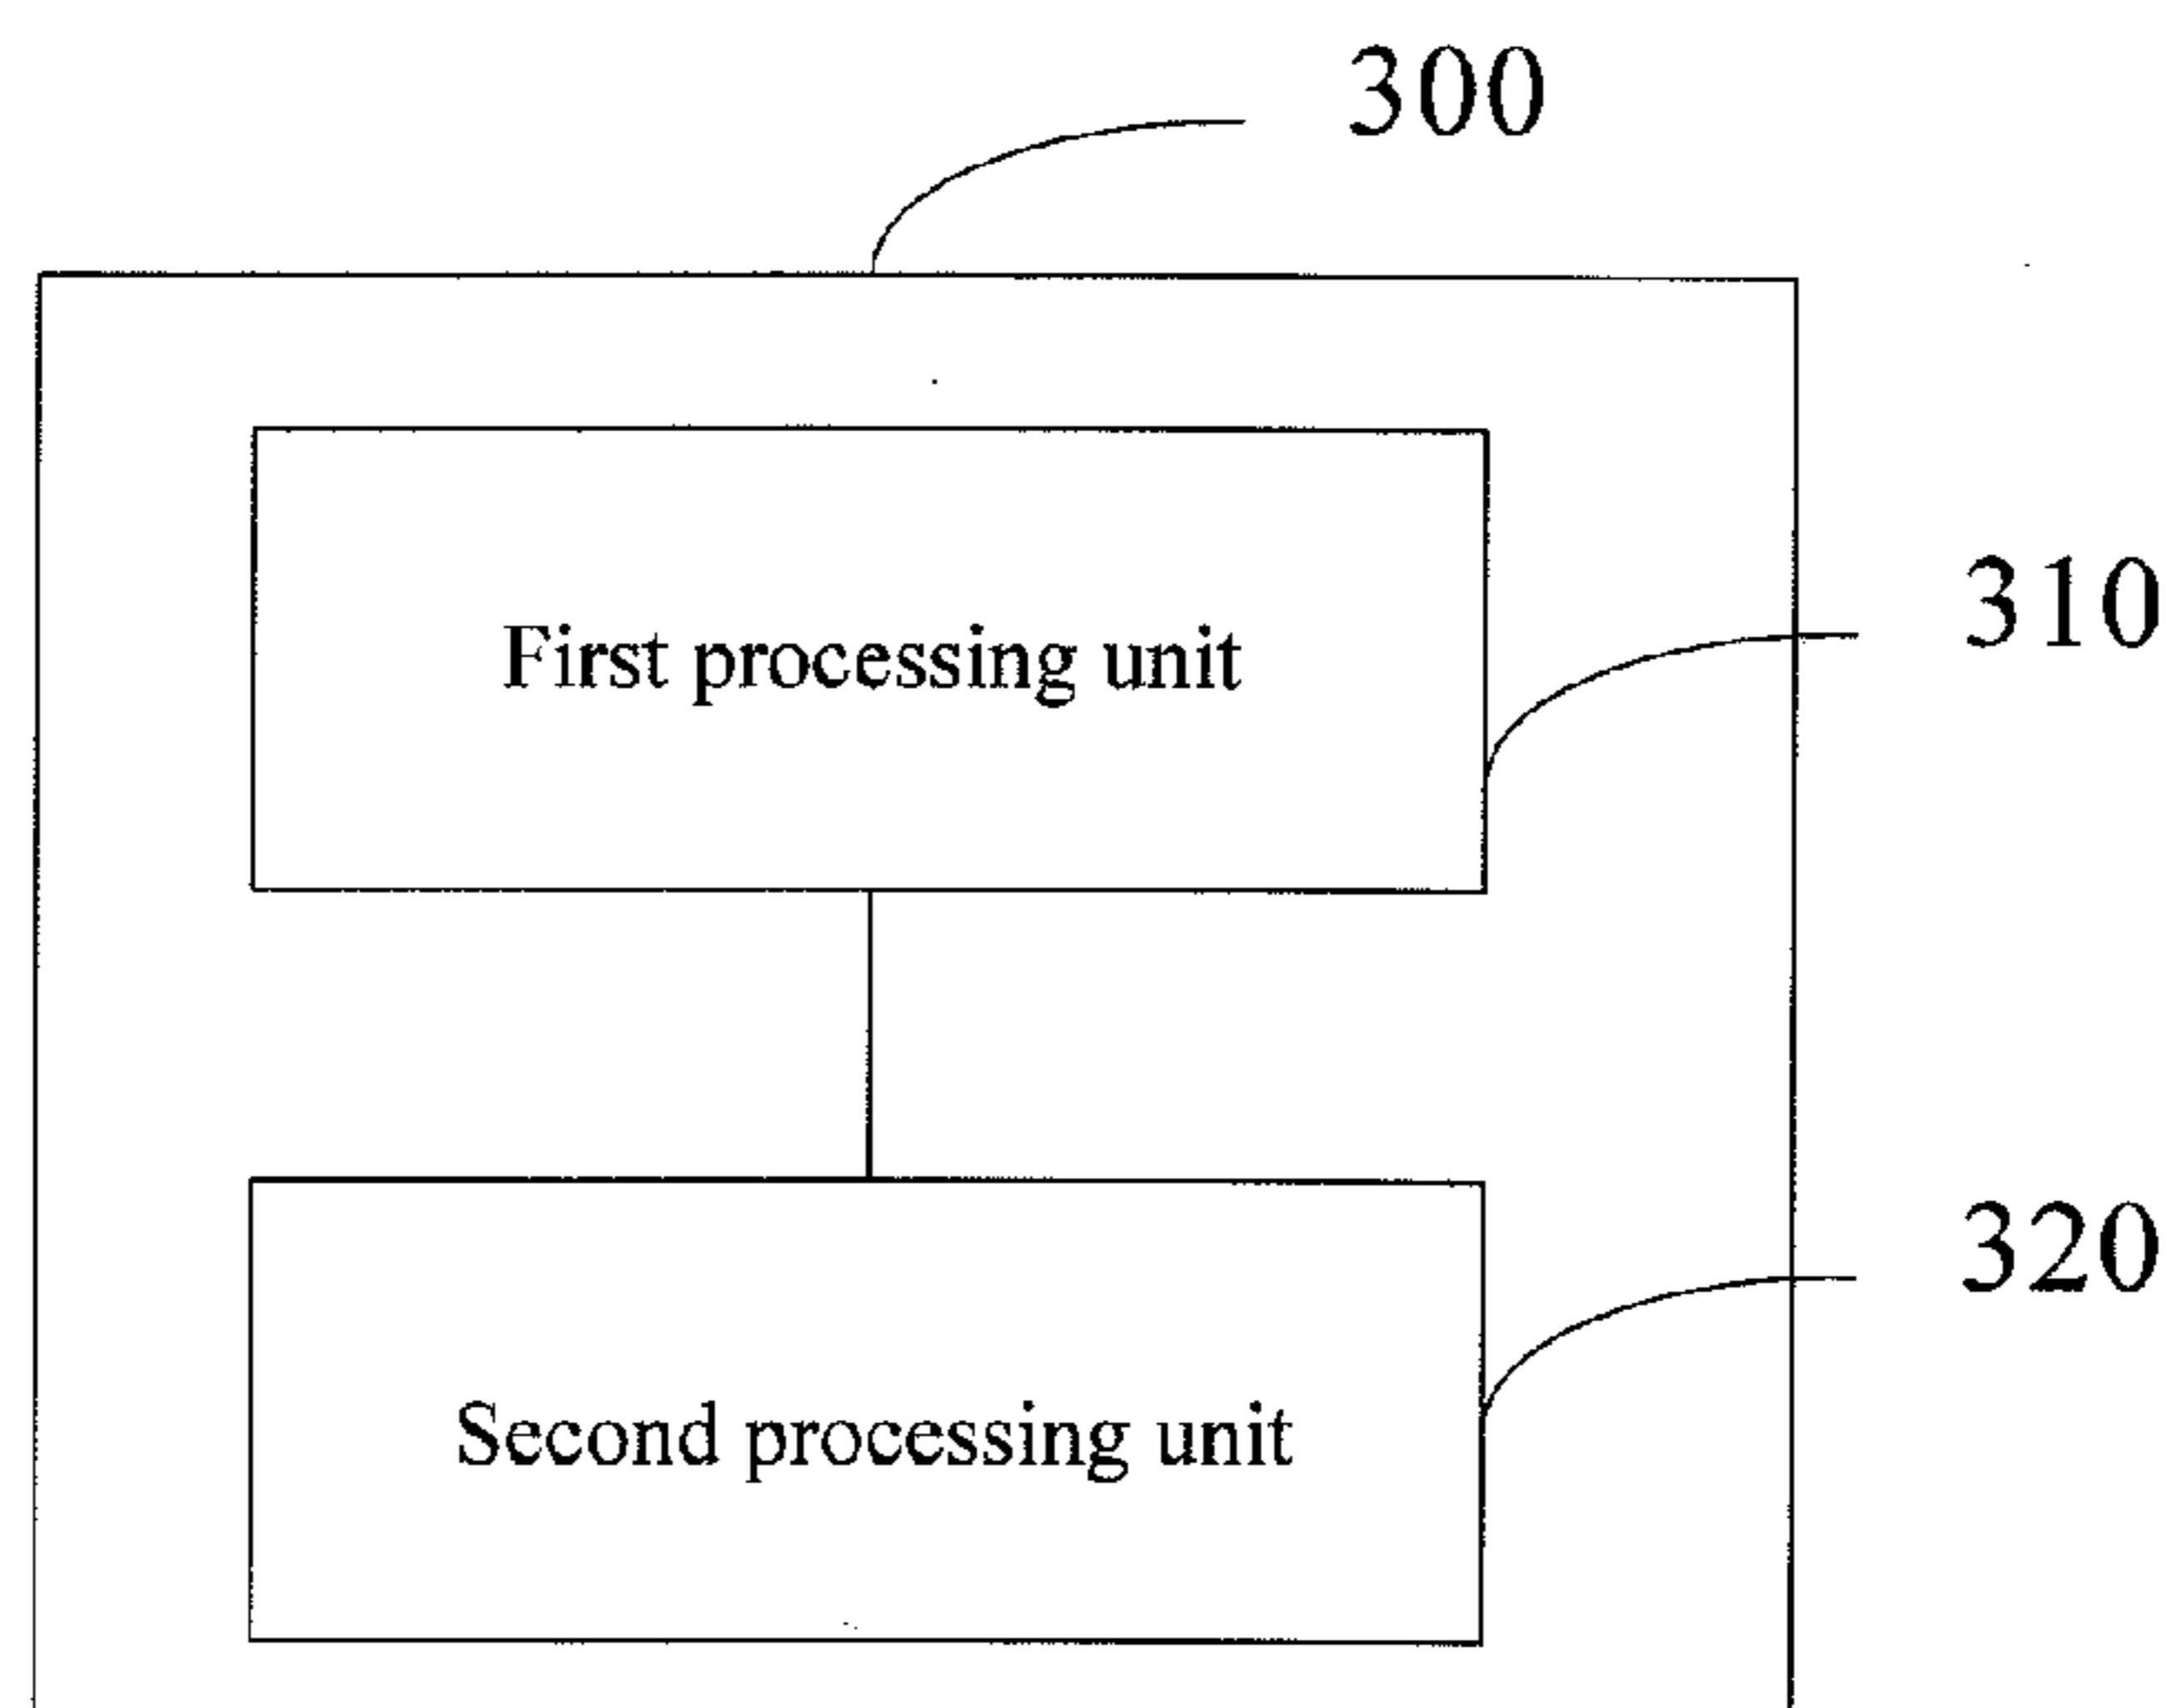 300
First processing unit
310
Second processing unit
320